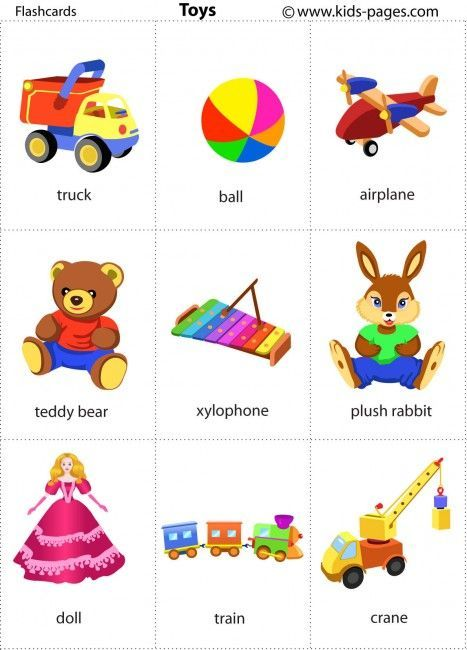 Flashcards Toys ©www.kids-pages.com
truck ball airplane
teddy bear xylophone plush rabbit
doll train crane